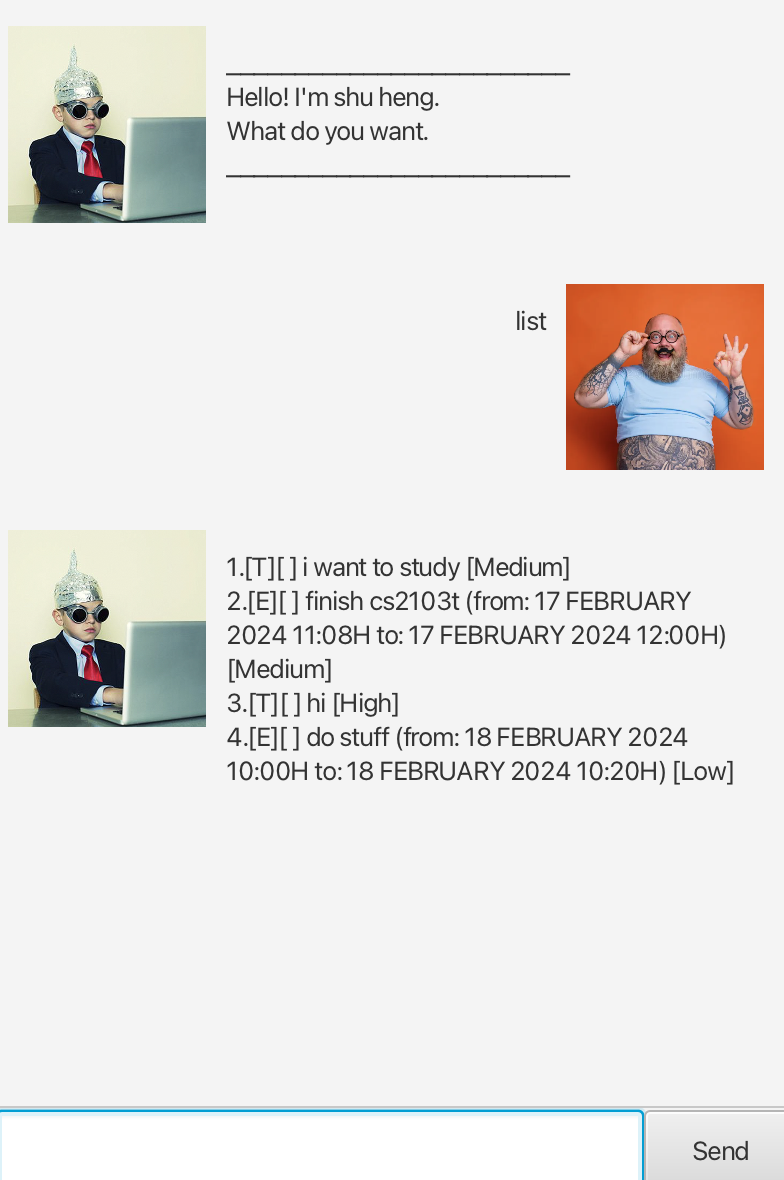 _________________________
Hello! I'm shu heng.
What do you want.
_________________________
list
1.[T][ ] i want to study [Medium]
2.[E][ ] finish cs2103t (from: 17 FEBRUARY
2024 11:08H to: 17 FEBRUARY 2024 12:00H)
[Medium]
3.[T][ ] hi [High]
4.[E][ ] do stuff (from: 18 FEBRUARY 2024
10:00H to: 18 FEBRUARY 2024 10:20H) [Low]
Send